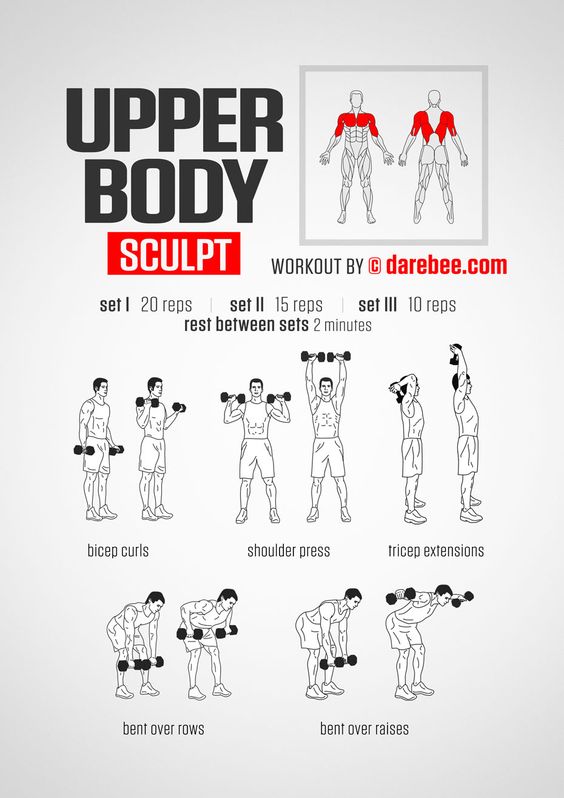 UPPER
BODY
SCULPT
WORKOUT BY © darebee.com
set I 20 reps | set II 15 reps | set III 10 reps
rest between sets 2 minutes
bicep curls
shoulder press
tricep extensions
bent over rows
bent over raises